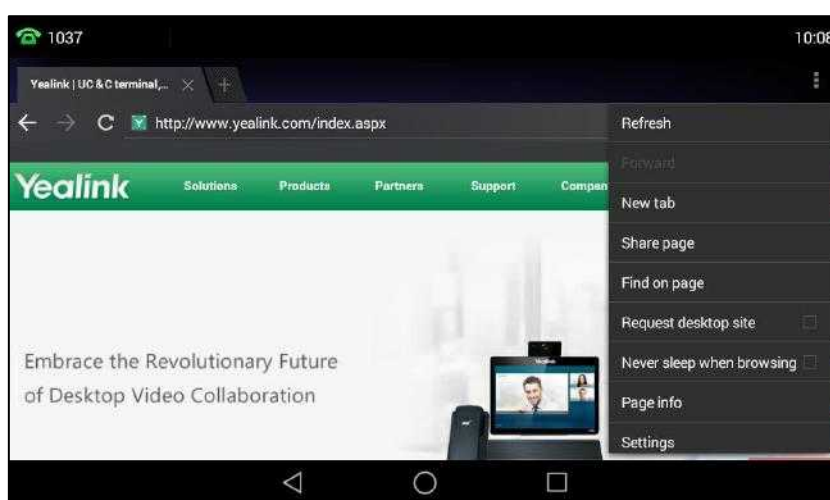 1037
10:08
Yealink | UC & C terminal,...
http://www.yealink.com/index.aspx
Refresh
Forward
Yealink
Solutions
Products
Partners
Support
Compan
New tab
Share page
Find on page
Request desktop site
Embrace the Revolutionary Future
Never sleep when browsing
of Desktop Video Collaboration
Page info
Settings